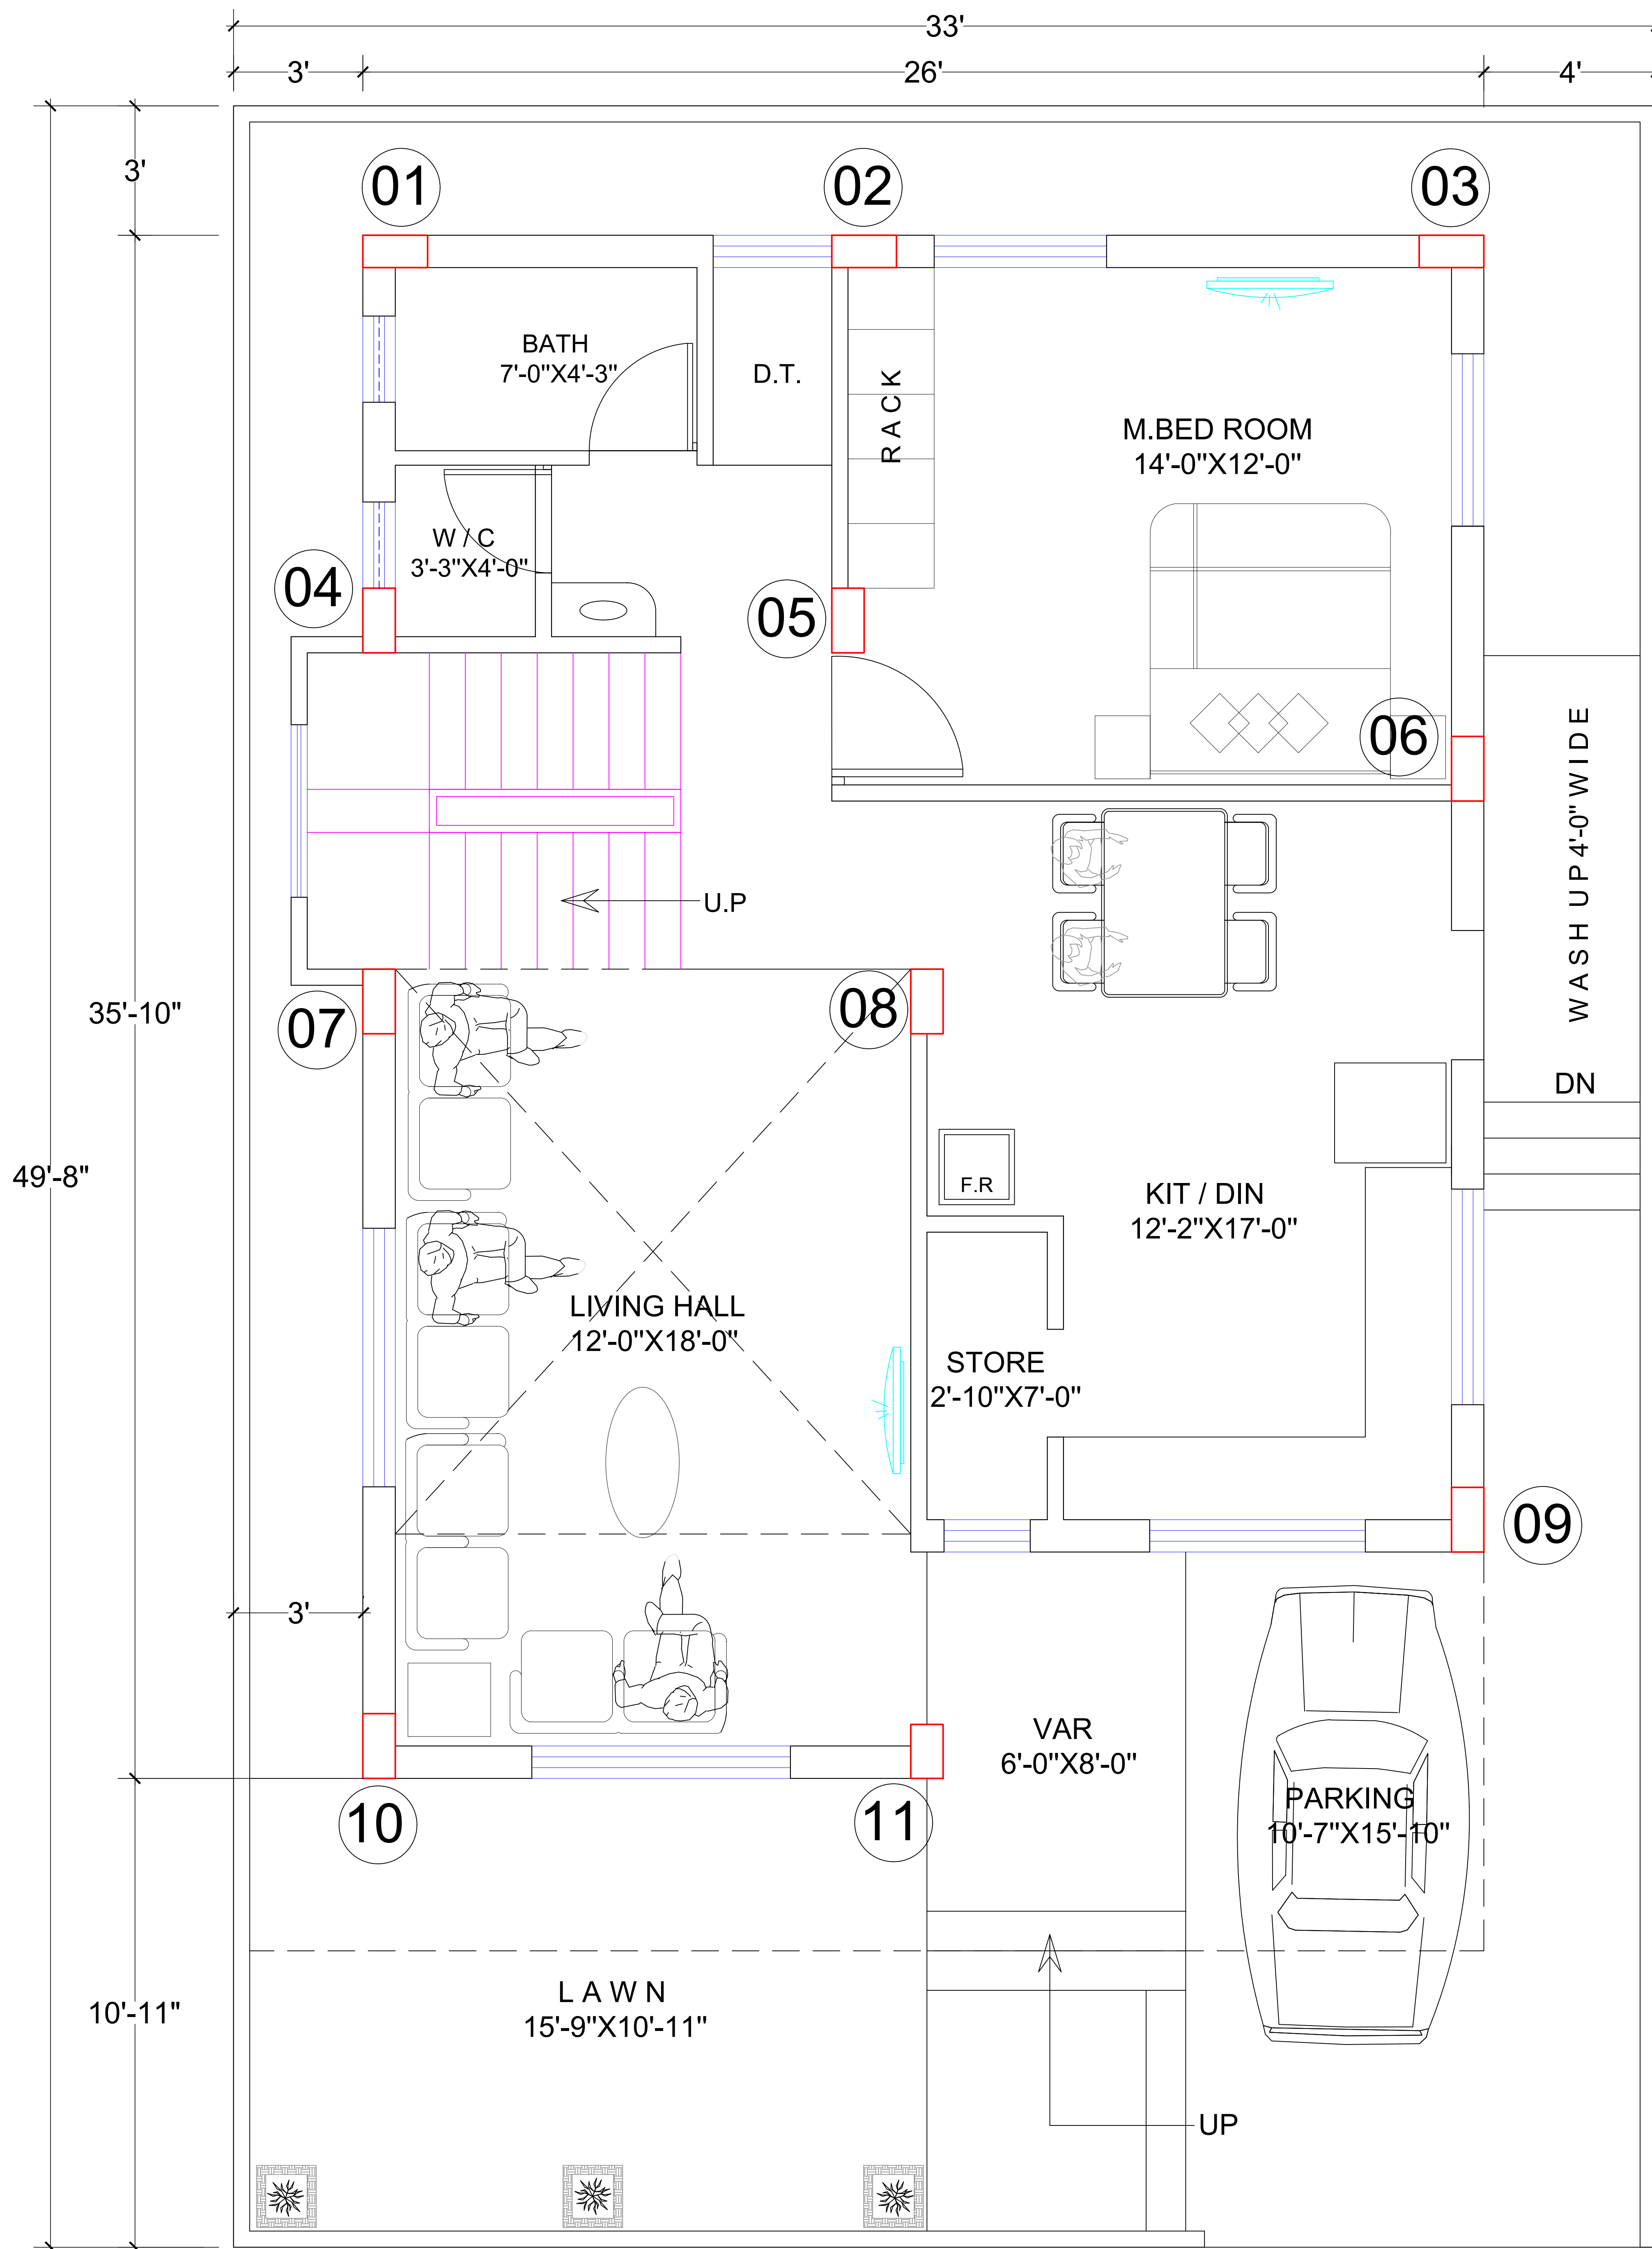 33'
3'
26'
4'
3'
01
02
03
BATH
7'-0"X4'-3"
D.T.
RACK
M.BED ROOM
14'-0"X12'-0"
W / C
3'-3"X4'-0"
04
05
06
WASH UP 4'-0" WIDE
U.P
07
08
35'-10"
DN
49'-8"
F.R
KIT / DIN
12'-2"X17'-0"
LIVING HALL
12'-0"X18'-0"
STORE
2'-10"X7'-0"
09
3'
VAR
6'-0"X8'-0"
PARKING
10'-7"X15'-10"
10
11
LAWN
15'-9"X10'-11"
10'-11"
UP